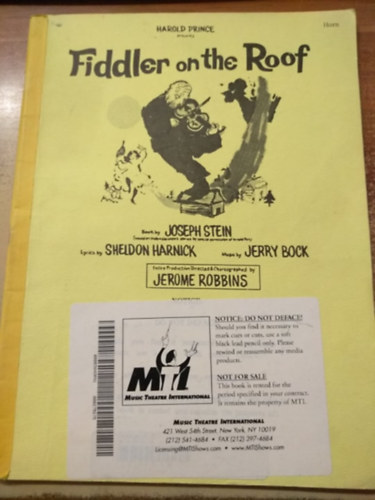 Horn
HAROLD PRINCE
Fiddler on the Roof
Book by JOSEPH STEIN
Lyrics by SHELDON HARNICK Music by JERRY BOCK
Entire Production Directed & Choreographed by
JEROME ROBBINS
NOTICE: DO NOT DEFACE!
Should you find it necessary to
mark cues or cuts, use a soft
black lead pencil only. Please
rewind or reassemble any media
products.
NOT FOR SALE
This book is rented for the
period specified in your contract.
It remains the property of MTI.
MTI
MUSIC THEATRE INTERNATIONAL
MUSIC THEATRE INTERNATIONAL
421 West 54th Street, New York, NY 10019
(212) 541-4684 • FAX (212) 397-4684
Licensing@MTIShows.com • www.MTIShows.com